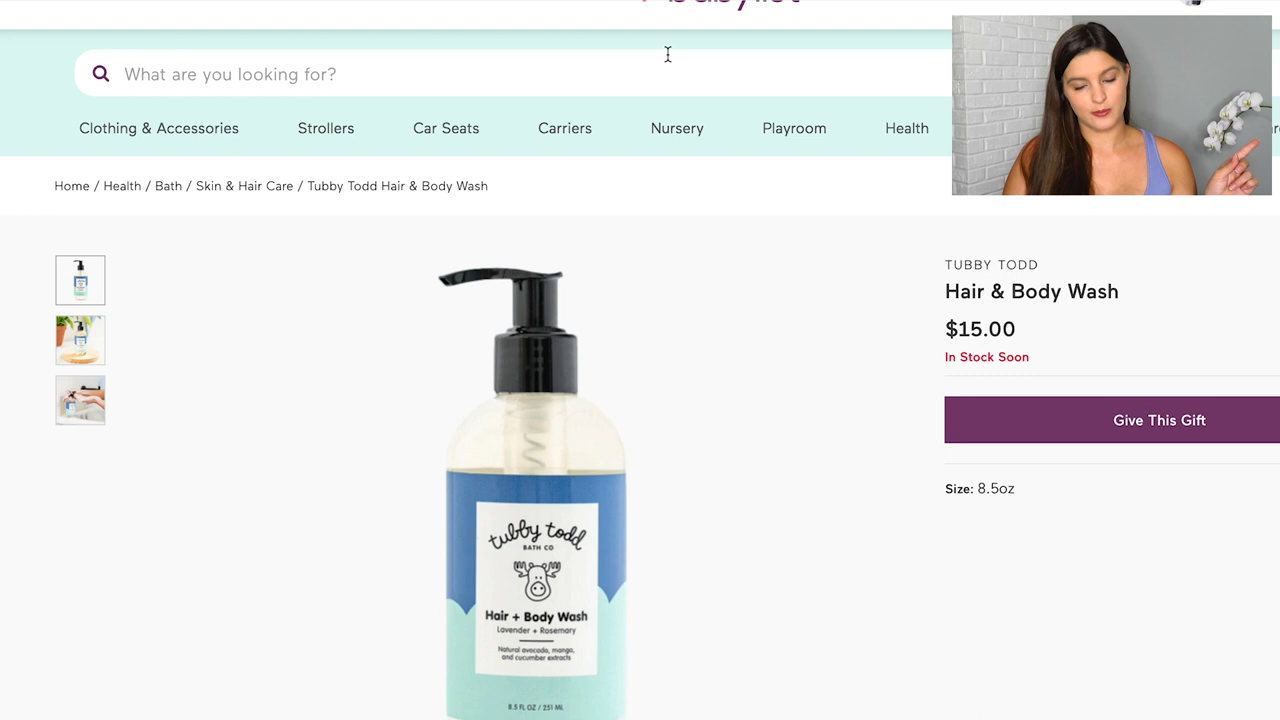 What are you looking for?
Clothing & Accessories Strollers Car Seats Carriers Nursery Playroom Health
Home / Health / Bath / Skin & Hair Care / Tubby Todd Hair & Body Wash
TUBBY TODD
Hair & Body Wash
$15.00
In Stock Soon
Give This Gift
Size: 8.5oz
tubby todd
BATH CO
Hair + Body Wash
Lavender + Rosemary
Natural avocado, mango,
and cucumber extracts
8.5 FL OZ / 251 ML